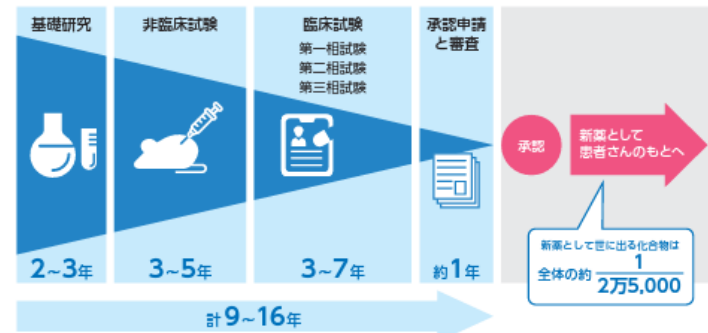 基礎研究
非臨床試験
臨床試験
第一相試験
第二相試験
第三相試験
承認申請
と審査
承認
新薬として
患者さんのもとへ
新薬として世に出る化合物は
全体の約 1
2万5,000
2~3年
3~5年
3~7年
約1年
計9~16年